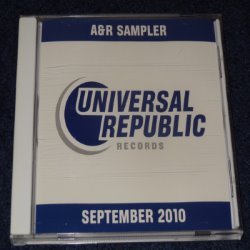 A&R SAMPLER
UNIVERSAL
REPUBLIC
RECORDS
SEPTEMBER 2010